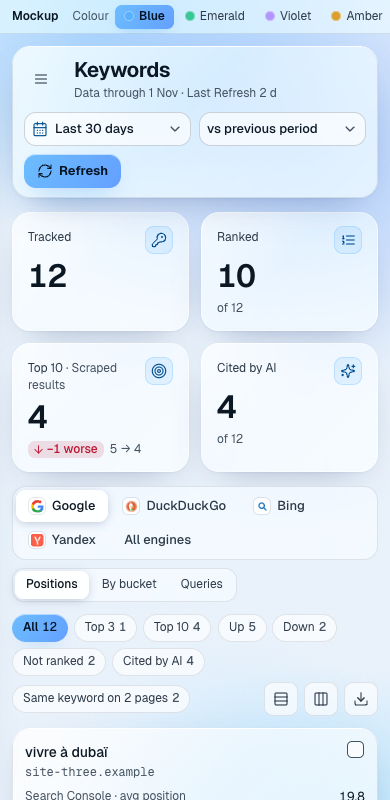 Mockup Colour Blue Emerald Violet Amber
Keywords
Data through 1 Nov · Last Refresh 2 d
Last 30 days vs previous period
Refresh
Tracked
12
Ranked
10
of 12
Top 10 · Scraped
results
4
↓ −1 worse 5 → 4
Cited by AI
4
of 12
Google DuckDuckGo Bing
Yandex All engines
Positions By bucket Queries
All 12 Top 3 1 Top 10 4 Up 5 Down 2
Not ranked 2 Cited by AI 4
Same keyword on 2 pages 2
vivre à dubaï
site-three.example
Search Console · avg position 19.8